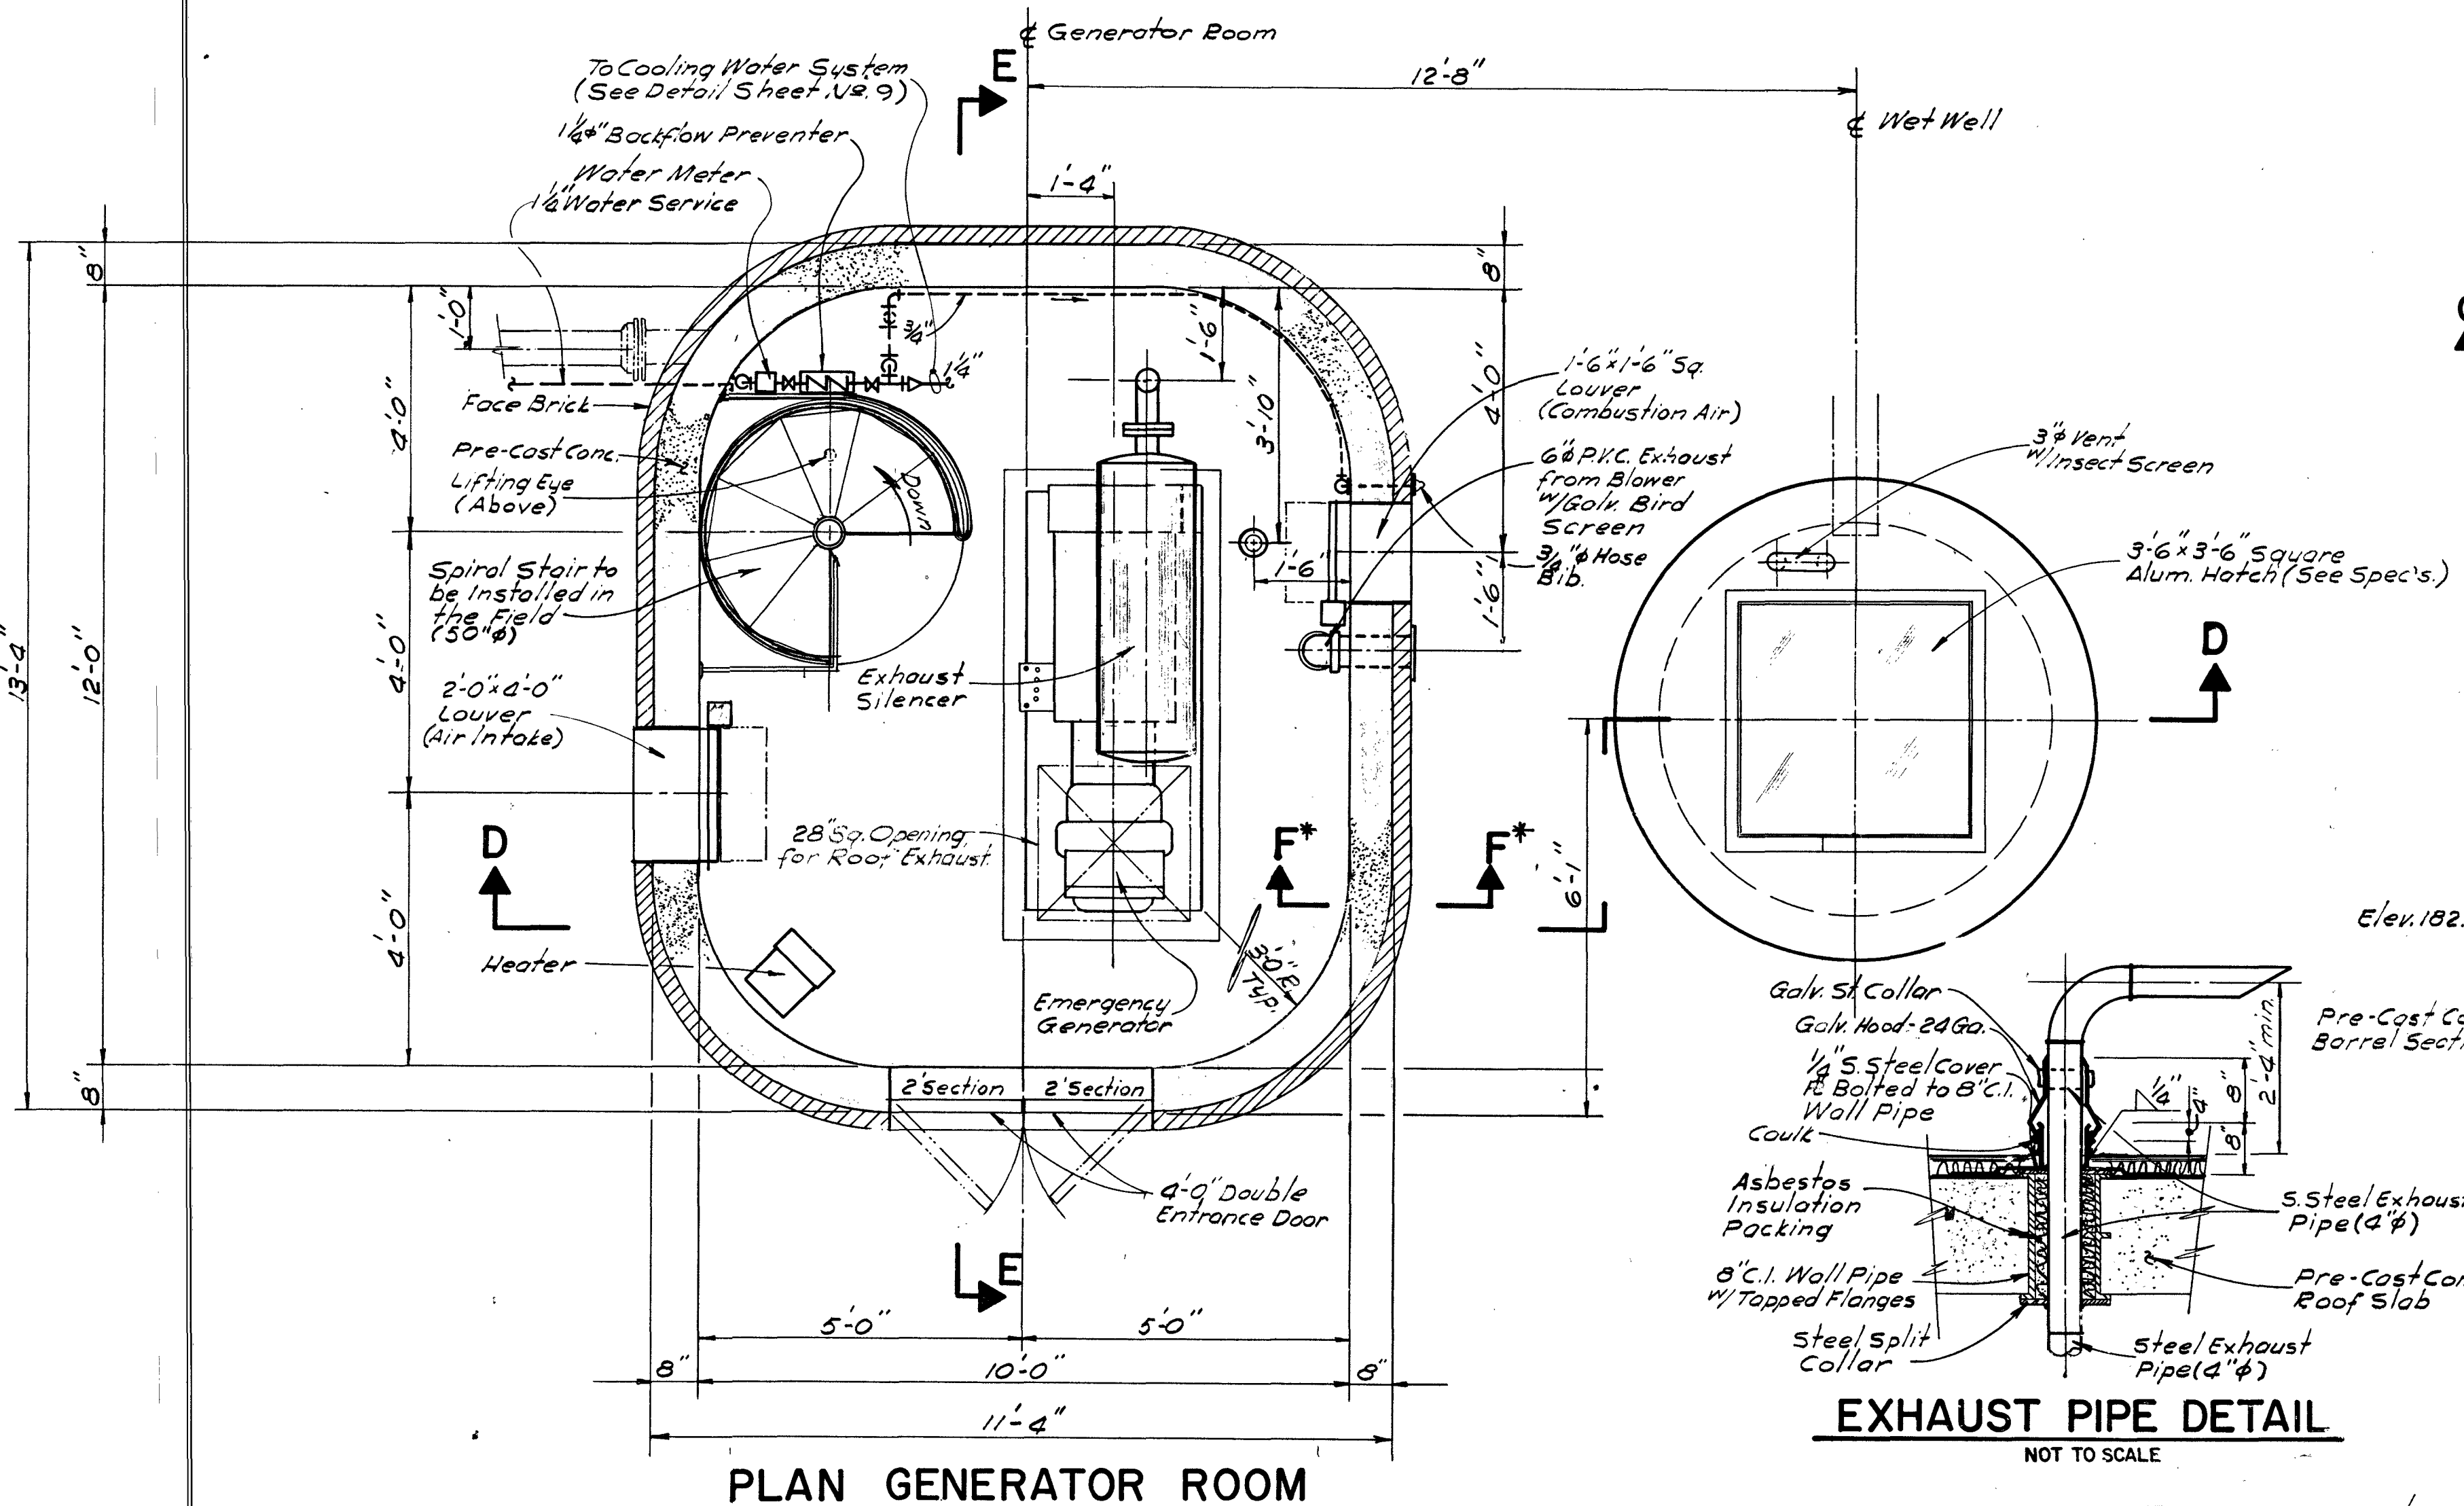 ℄ Generator Room
E
12'-8"
℄ Wet Well
To Cooling Water System
(See Detail Sheet No. 9)
1¼"ϕ Backflow Preventer
Water Meter
1¼" Water Service
1'-4"
8"
8"
1'-0"
¾"
1¼"
1'-6"
3'-10"
4'-0"
4'-0"
13'-4"
12'-0"
Face Brick
Pre-Cast Conc.
Lifting Eye
(Above)
Down
Spiral Stair to
be Installed in
the Field
(50"ϕ)
4'-0"
2'-0"x4'-0"
Louver
(Air Intake)
Exhaust
Silencer
1'-6"
1'-6"
1'-6"x1'-6" Sq.
Louver
(Combustion Air)
6"ϕ P.V.C. Exhaust
from Blower
w/Galv. Bird
Screen
¾"ϕ Hose
Bib.
3"ϕ Vent
w/Insect Screen
3'-6"x3'-6" Square
Alum. Hatch (See Spec's.)
D
D
28" Sq. Opening
for Roof Exhaust
F*
F*
6'-1"
4'-0"
Heater
Emergency
Generator
3'0"R.
Typ.
8"
2' Section
2' Section
4'-0" Double
Entrance Door
E
5'-0"
5'-0"
8"
10'-0"
8"
11'-4"
PLAN GENERATOR ROOM
Elev. 182.
Pre-Cast
Barrel
Galv. St. Collar
Galv. Hood-24 Ga.
¼" S. Steel Cover
℄ Bolted to 8" C.I.
Wall Pipe
Caulk
Asbestos
Insulation
Packing
8" C.I. Wall Pipe
w/Tapped Flanges
Steel Split
Collar
¼"
4"
8"
8"
2'-4" min.
S. Steel Exhaus
Pipe (4"ϕ)
Pre-Cast Con
Roof Slab
Steel Exhaust
Pipe (4"ϕ)
EXHAUST PIPE DETAIL
NOT TO SCALE